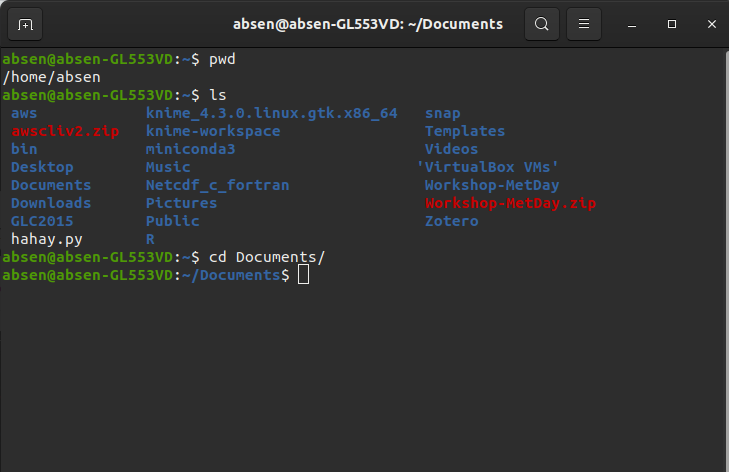 absen@absen-GL553VD: ~/Documents
absen@absen-GL553VD:~$ pwd
/home/absen
absen@absen-GL553VD:~$ ls
aws knime_4.3.0.linux.gtk.x86_64 snap
awscliv2.zip knime-workspace Templates
bin miniconda3 Videos
Desktop Music 'VirtualBox VMs'
Documents Netcdf_c_fortran Workshop-MetDay
Downloads Pictures Workshop-MetDay.zip
GLC2015 Public Zotero
hahay.py R
absen@absen-GL553VD:~$ cd Documents/
absen@absen-GL553VD:~/Documents$